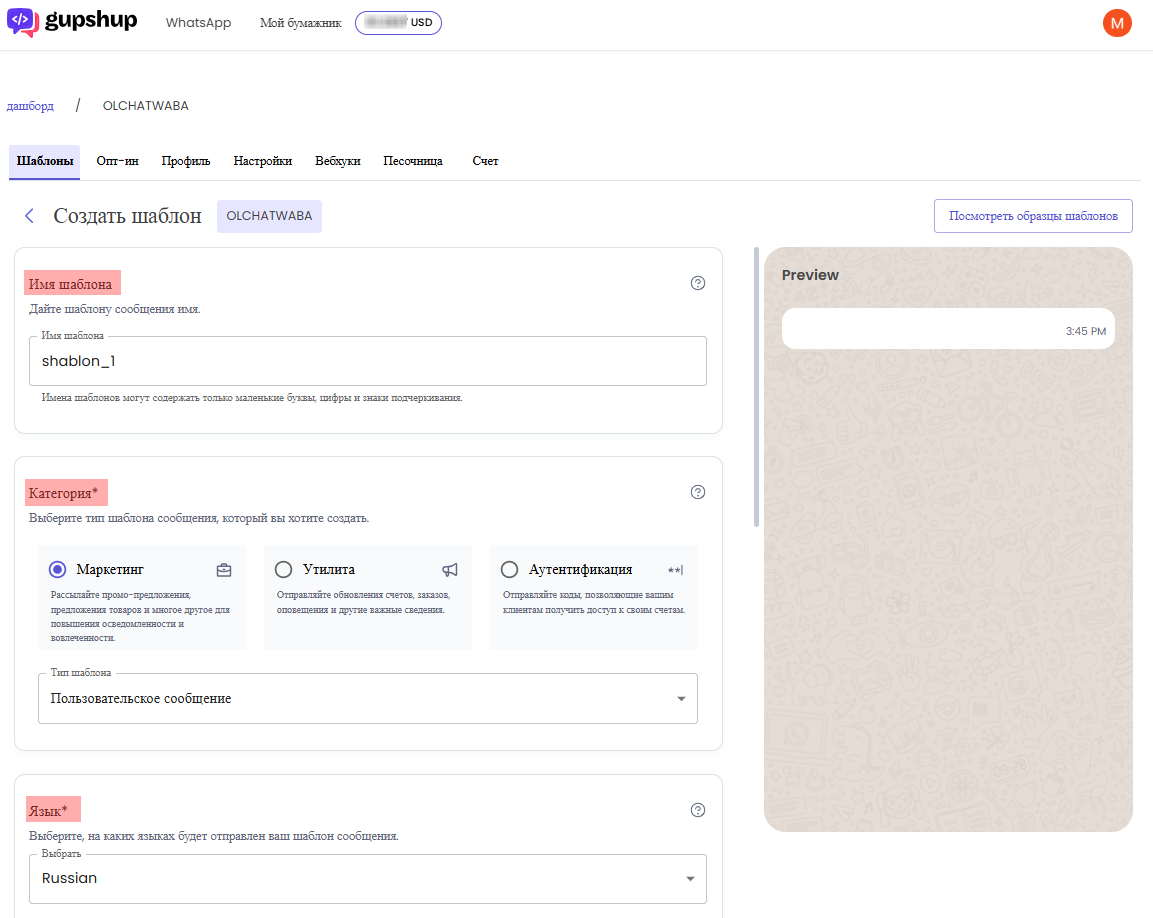 gupshup
WhatsApp
Мой бумажник
USD
M
дашборд / OLCHATWABA
Шаблоны
Опт-ин
Профиль
Настройки
Вебхуки
Песочница
Счет
Создать шаблон
OLCHATWABA
Посмотреть образцы шаблонов
Имя шаблона
Дайте шаблону сообщения имя.
Имя шаблона
shablon_1
Имена шаблонов могут содержать только маленькие буквы, цифры и знаки подчеркивания.
Категория*
Выберите тип шаблона сообщения, который вы хотите создать.
Маркетинг
Рассылайте промо-предложения,
предложения товаров и многое другое для
повышения осведомленности и
вовлеченности.
Утилита
Отправляйте обновления счетов, заказов,
оповещения и другие важные сведения.
Аутентификация
**|
Отправляйте коды, позволяющие вашим
клиентам получить доступ к своим счетам.
Тип шаблона
Пользовательское сообщение
Язык*
Выберите, на каких языках будет отправлен ваш шаблон сообщения.
Выбрать
Russian
Preview
3:45 PM